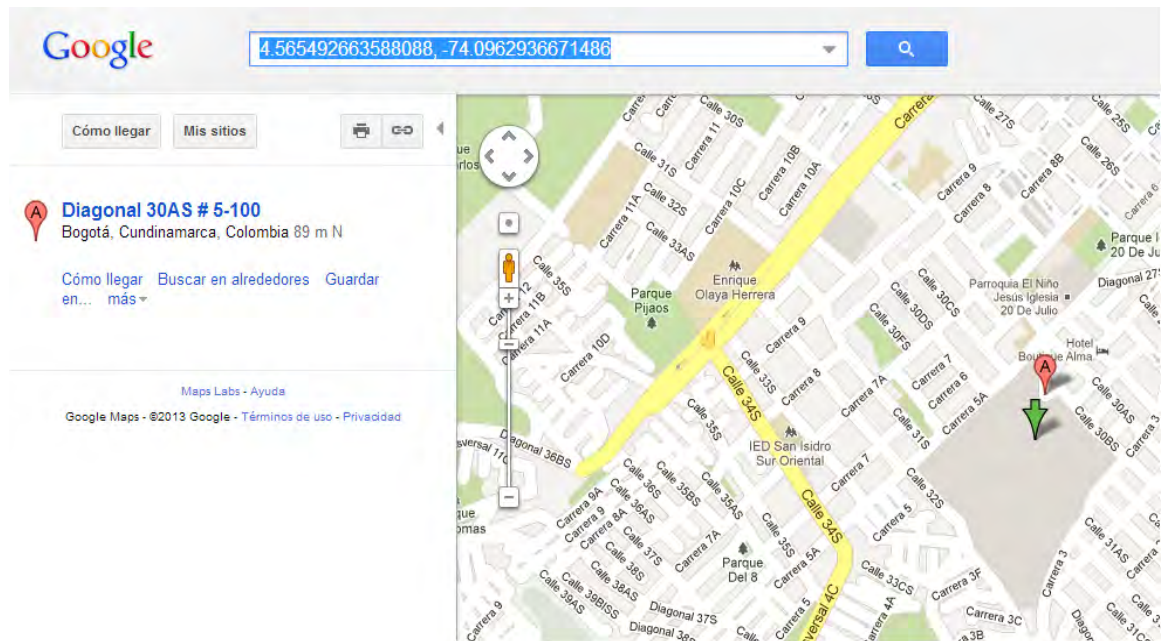 Google
4.565492663588088, -74.0962936671486
Cómo llegar
Mis sitios
A
Diagonal 30AS # 5-100
Bogotá, Cundinamarca, Colombia 89 m N
Cómo llegar Buscar en alrededores Guardar
en... más
Maps Labs - Ayuda
Google Maps - ©2013 Google - Términos de uso - Privacidad
Calle 30S
Carrera 11
Calle 31S
Carrera 10B
Carrera 10A
Carrera 10C
Carrera 11A
Calle 32S
Calle 33AS
Carrera
Calle 27S
Calle 25S
Carrera 9
Carrera 8
Carrera 8B
Calle 26S
Carrera 6
Parque
20 De Ju
Diagonal 27S
Parroquia El Niño
Jesús Iglesia
20 De Julio
Enrique
Olaya Herrera
Parque
Pijaos
Calle 35S
Carrera 11B
Carrera 11A
Carrera 10D
Calle 30CS
Calle 30DS
Calle 30FS
Carrera 9
Carrera 8
Calle 33S
Carrera 7A
Carrera 7
Carrera 6
Carrera 5A
Hotel
Boutique Alma
A
Calle 30AS
Calle 30BS
Carrera 3
Calle 34S
Calle 35S
Calle 31S
IED San Isidro
Sur Oriental
Diagonal 36BS
Carrera 7
Calle 32S
Calle 36S
Calle 35BS
Calle 35AS
Calle 36AS
Carrera 9A
Carrera 9
Carrera 8A
Calle 37S
Carrera 7A
Calle 38S
Calle 38AS
Calle 39BISS
Calle 39AS
Calle 35S
Calle 34S
Carrera 5
Carrera 5A
Parque
Del 8
Calle 33CS
Carrera 3F
Carrera 3
Calle 31AS
Diagonal 37S
Carrera 5
Carrera 4A
Carrera 3C
Carrera 9